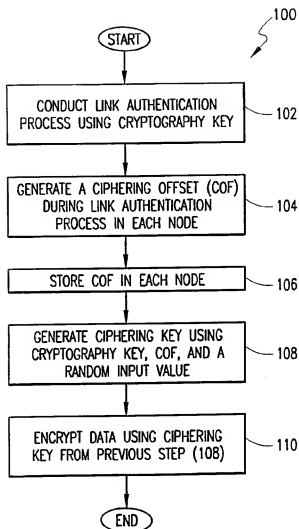 100
START
CONDUCT LINK AUTHENTICATION
PROCESS USING CRYPTOGRAPHY KEY
102
GENERATE A CIPHERING OFFSET (COF)
DURING LINK AUTHENTICATION
PROCESS IN EACH NODE
104
STORE COF IN EACH NODE
106
GENERATE CIPHERING KEY USING
CRYPTOGRAPHY KEY, COF, AND A
RANDOM INPUT VALUE
108
ENCRYPT DATA USING CIPHERING
KEY FROM PREVIOUS STEP (108)
110
END